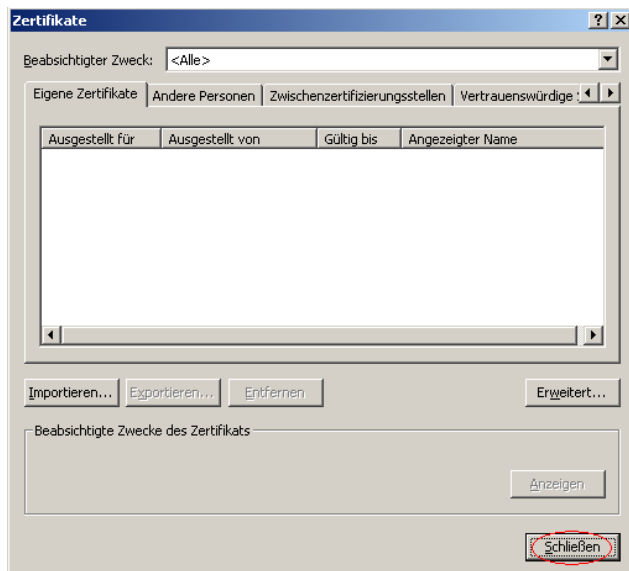 Zertifikate
Beabsichtigter Zweck: <Alle>
Eigene Zertifikate Andere Personen Zwischenzertifizierungsstellen Vertrauenswürdige
Ausgestellt für Ausgestellt von Gültig bis Angezeigter Name
Importieren... Exportieren... Entfernen Erweitert...
Beabsichtigte Zwecke des Zertifikats
Anzeigen
Schließen